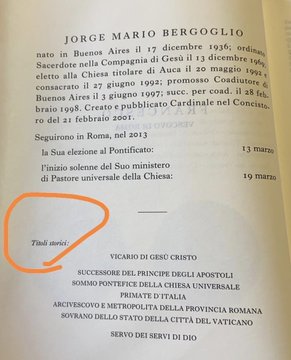 JORGE MARIO BERGOGLIO
nato in Buenos Aires il 17 dicembre 1936; ordinato
Sacerdote nella Compagnia di Gesù il 13 dicembre 1969,
eletto alla Chiesa titolare di Auca il 20 maggio 1992 e
consacrato il 27 giugno 1992; promosso Coadiutore di
Buenos Aires il 3 giugno 1997; succ. per coad. il 28 feb-
braio 1998. Creato e pubblicato Cardinale nel Concisto-
ro del 21 febbraio 2001.
Seguirono in Roma, nel 2013
la Sua elezione al Pontificato: 13 marzo
l'inizio solenne del Suo ministero
di Pastore universale della Chiesa: 19 marzo
Titoli storici:
VICARIO DI GESÙ CRISTO
SUCCESSORE DEL PRINCIPE DEGLI APOSTOLI
SOMMO PONTEFICE DELLA CHIESA UNIVERSALE
PRIMATE D'ITALIA
ARCIVESCOVO E METROPOLITA DELLA PROVINCIA ROMANA
SOVRANO DELLO STATO DELLA CITTÀ DEL VATICANO
SERVO DEI SERVI DI DIO